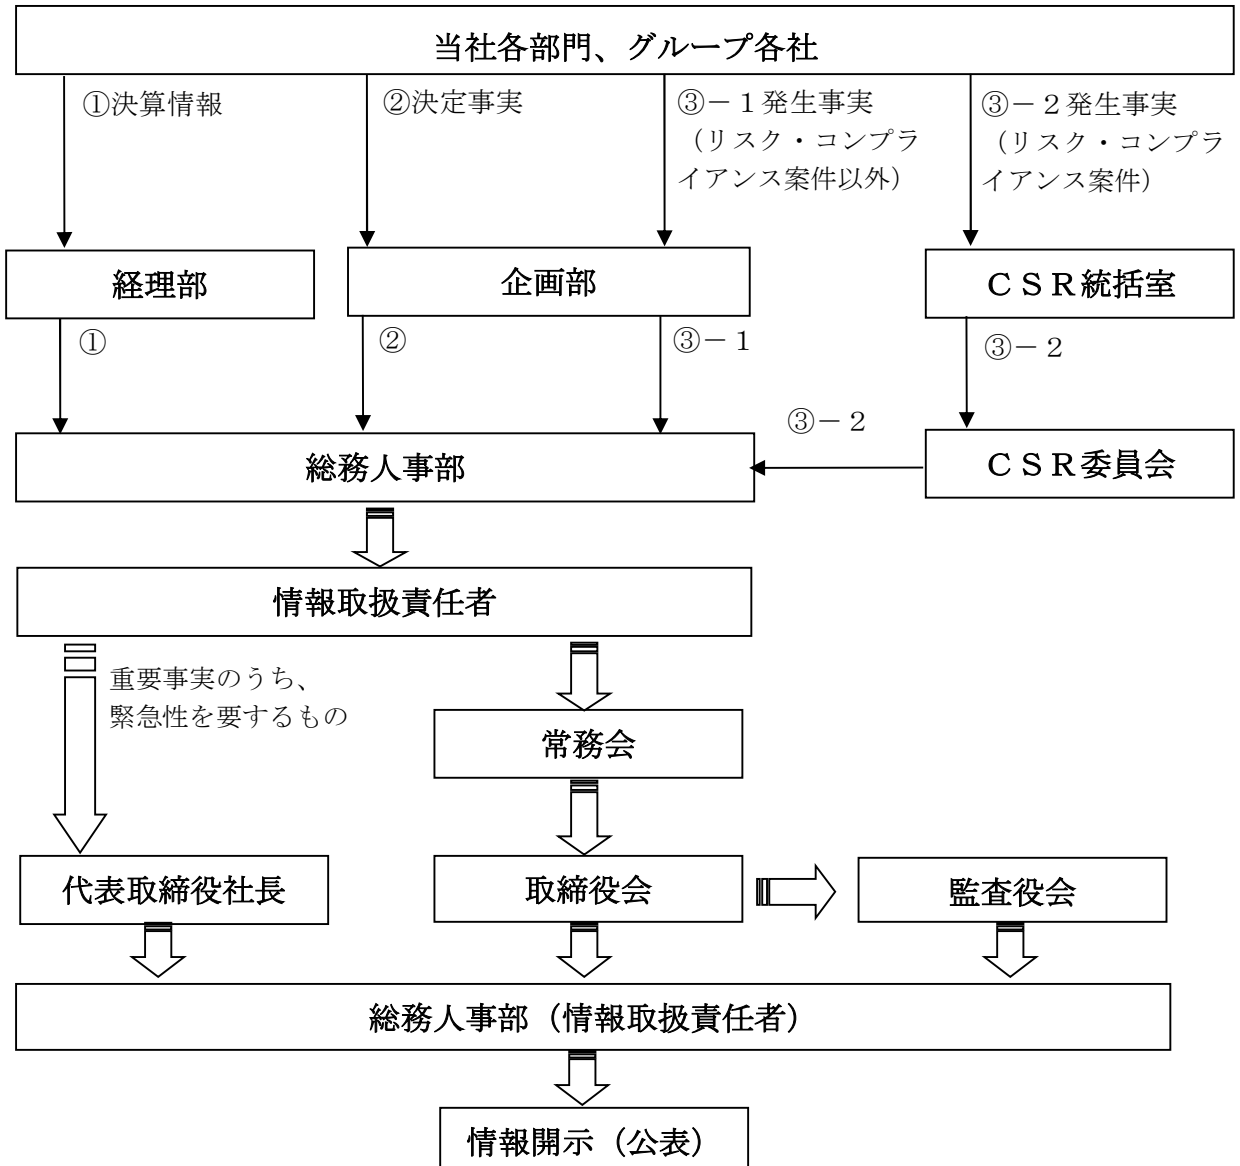 当社各部門、グループ各社
①決算情報
②決定事実
③－１発生事実
（リスク・コンプラ
イアンス案件以外）
③－２発生事実
（リスク・コンプラ
イアンス案件）
経理部
企画部
ＣＳＲ統括室
①
②
③－１
③－２
③－２
総務人事部
ＣＳＲ委員会
情報取扱責任者
重要事実のうち、
緊急性を要するもの
常務会
代表取締役社長
取締役会
監査役会
総務人事部（情報取扱責任者）
情報開示（公表）